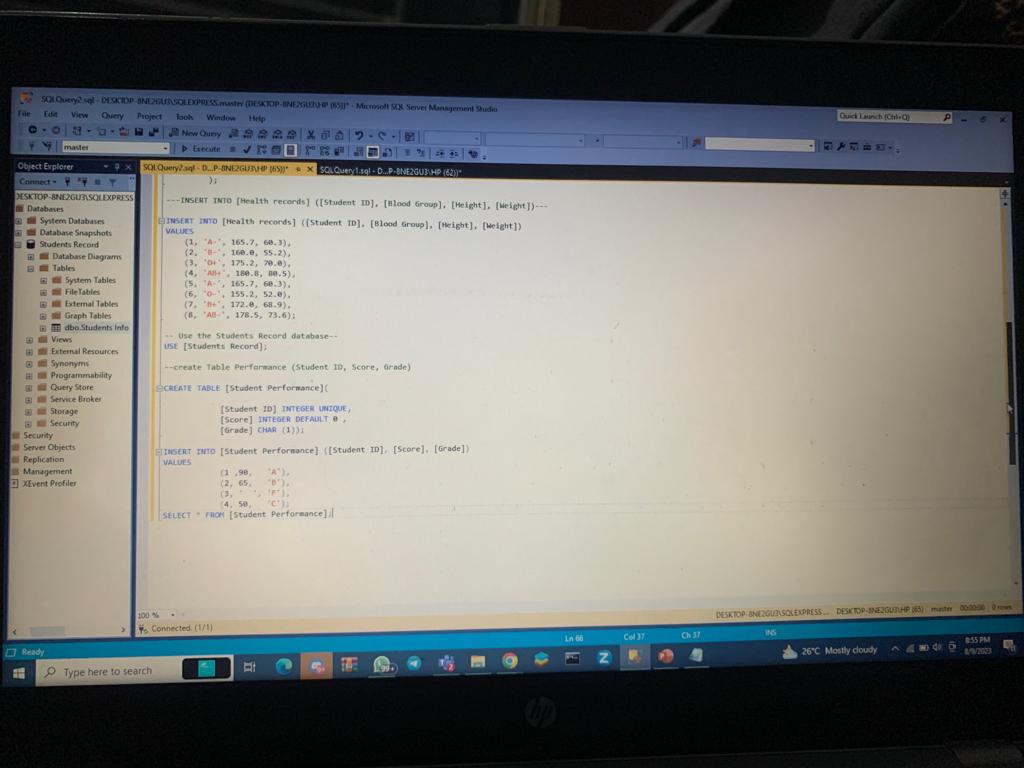 SQLQuery2.sql - DESKTOP-8NE2GU3\SQLEXPRESS.master (DESKTOP-8NE2GU3\HP (65))* - Microsoft SQL Server Management Studio
Quick Launch (Ctrl+Q)
File Edit View Query Project Tools Window Help
New Query
master
Execute
Object Explorer
SQLQuery2.sql - D...P-8NE2GU3\HP (65))*
SQLQuery1.sql - D...P-8NE2GU3\HP (62))*
Connect
DESKTOP-8NE2GU3\SQLEXPRESS
Databases
System Databases
Database Snapshots
Students Record
Database Diagrams
Tables
System Tables
FileTables
External Tables
Graph Tables
dbo.Students Info
Views
External Resources
Synonyms
Programmability
Query Store
Service Broker
Storage
Security
Security
Server Objects
Replication
Management
XEvent Profiler
);
---INSERT INTO [Health records] ([Student ID], [Blood Group], [Height], [Weight])---
INSERT INTO [Health records] ([Student ID], [Blood Group], [Height], [Weight])
VALUES
(1, 'A-', 165.7, 60.3),
(2, 'B-', 160.0, 55.2),
(3, 'O+', 175.2, 70.0),
(4, 'AB+', 180.8, 80.5),
(5, 'A-', 165.7, 60.3),
(6, 'O-', 155.2, 52.0),
(7, 'B+', 172.0, 68.9),
(8, 'AB-', 178.5, 73.6);
-- Use the Students Record database--
USE [Students Record];
--create Table Performance (Student ID, Score, Grade)
CREATE TABLE [Student Performance](
[Student ID] INTEGER UNIQUE,
[Score] INTEGER DEFAULT 0 ,
[Grade] CHAR (1));
INSERT INTO [Student Performance] ([Student ID], [Score], [Grade])
VALUES
(1 ,90, 'A'),
(2, 65, 'B'),
(3, ' ', 'F'),
(4, 50, 'C');
SELECT * FROM [Student Performance];
100 %
Connected. (1/1)
DESKTOP-8NE2GU3\SQLEXPRESS ... DESKTOP-8NE2GU3\HP (65) master 00:00:00 0 rows
Ready
Ln 66 Col 37 Ch 37 INS
Type here to search
99+
26°C Mostly cloudy
8:55 PM
8/9/2023
hp